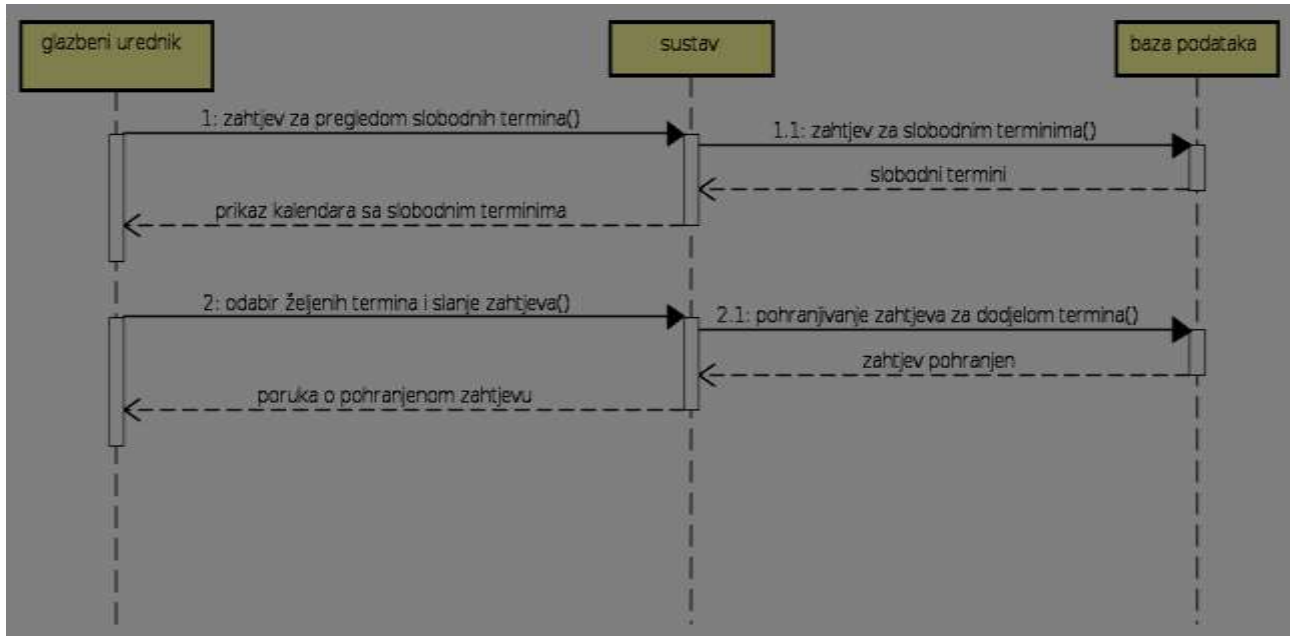 glazbeni urednik
sustav
baza podataka
1: zahtjev za pregledom slobodnih termina()
1.1: zahtjev za slobodnim terminima()
slobodni termini
prikaz kalendara sa slobodnim terminima
2: odabir željenih termina i slanje zahtjeva()
2.1: pohranjivanje zahtjeva za dodjelom termina()
zahtjev pohranjen
poruka o pohranjenom zahtjevu